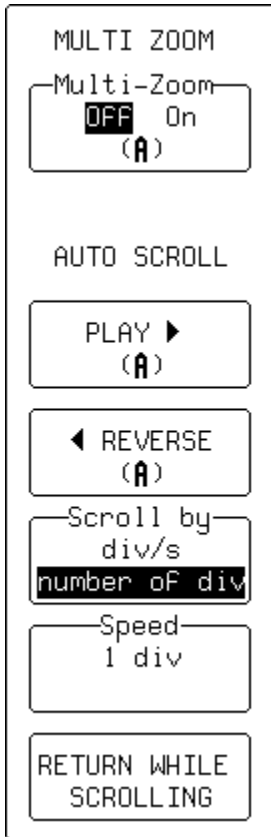 MULTI ZOOM
Multi-Zoom
OFF On
(A)
AUTO SCROLL
PLAY ▶
(A)
◀ REVERSE
(A)
Scroll by
div/s
number of div
Speed
1 div
RETURN WHILE
SCROLLING